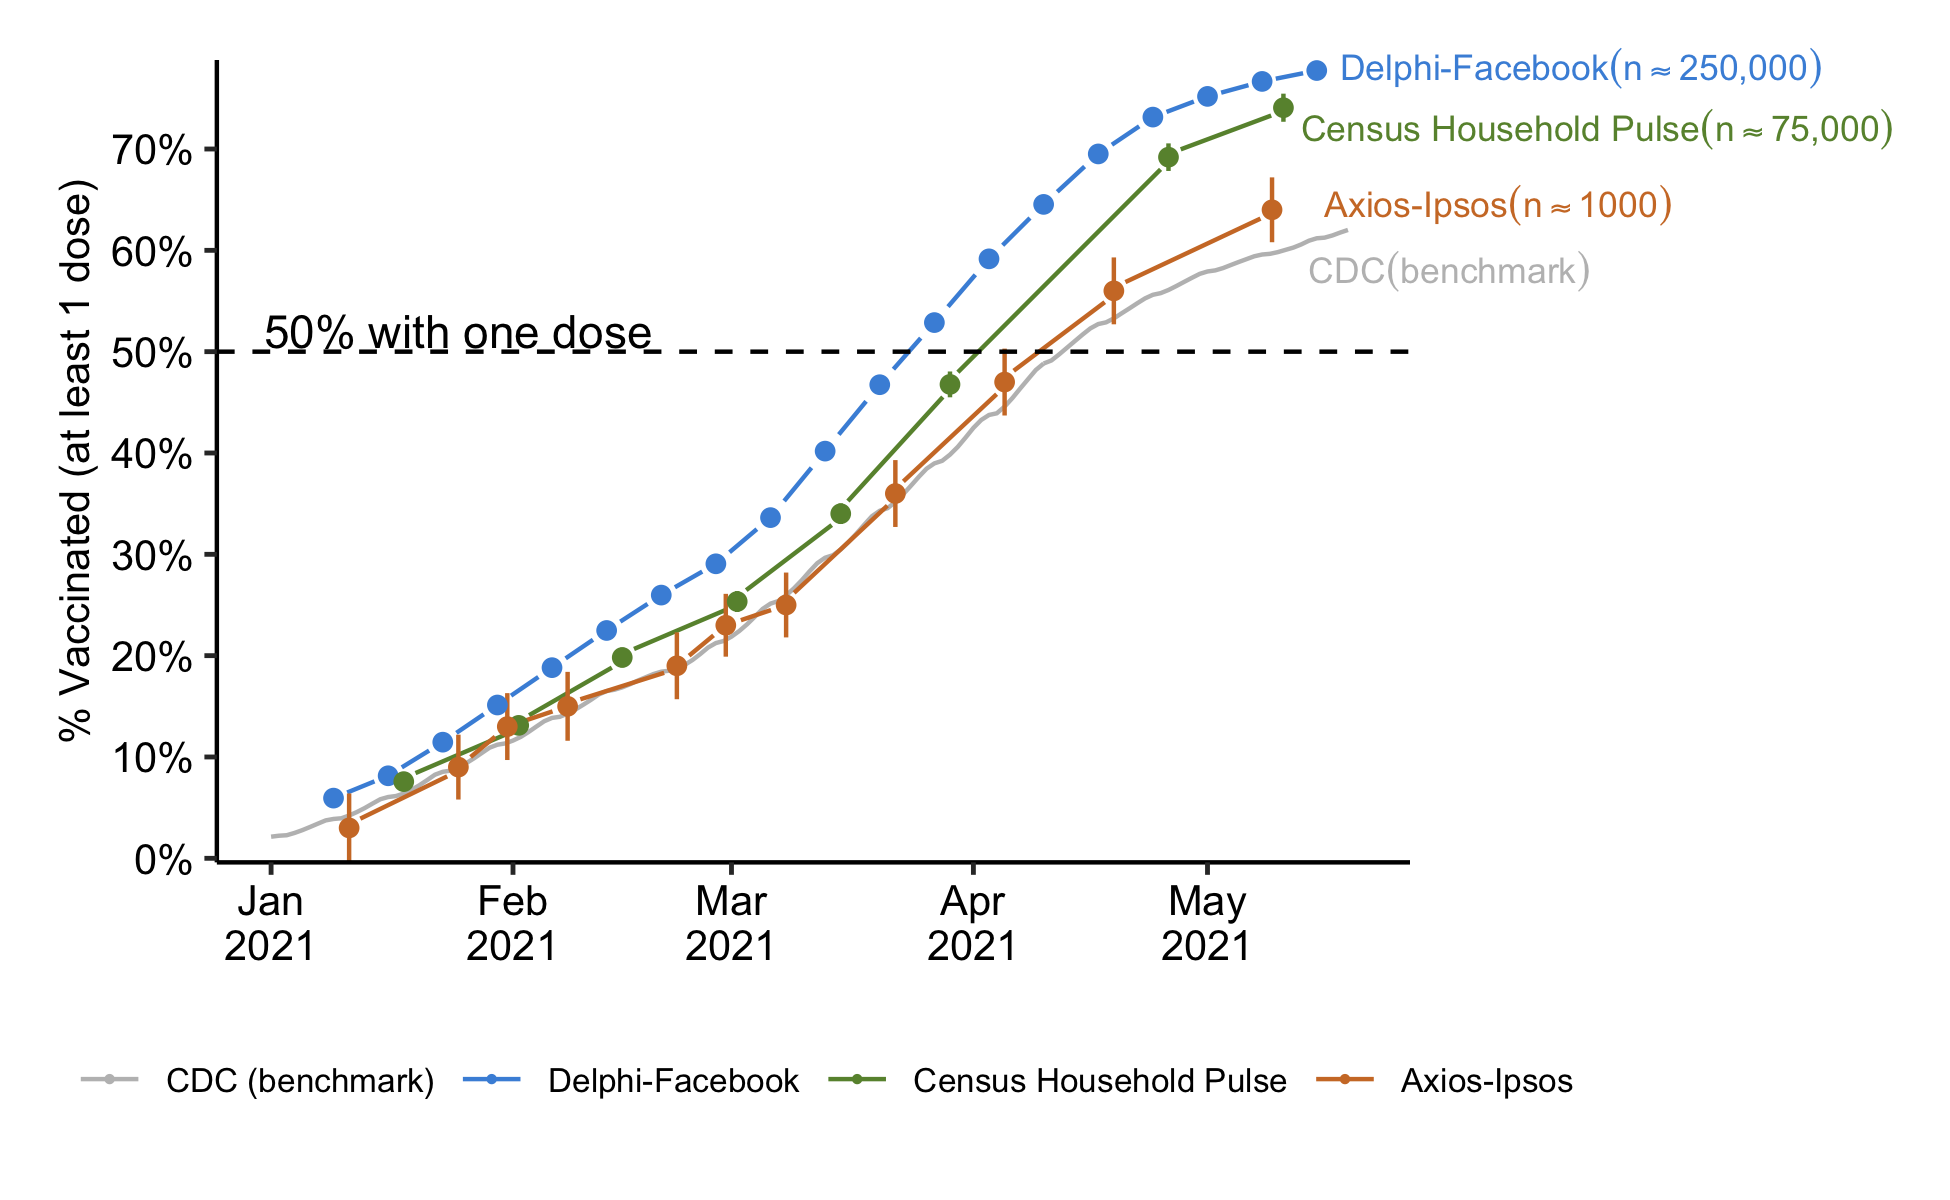 Delphi-Facebook(n ≈ 250,000)
Census Household Pulse(n ≈ 75,000)
Axios-Ipsos(n ≈ 1000)
CDC(benchmark)
50% with one dose
% Vaccinated (at least 1 dose)
70%
60%
50%
40%
30%
20%
10%
0%
Jan Feb Mar Apr May
2021 2021 2021 2021 2021
CDC (benchmark) Delphi-Facebook Census Household Pulse Axios-Ipsos